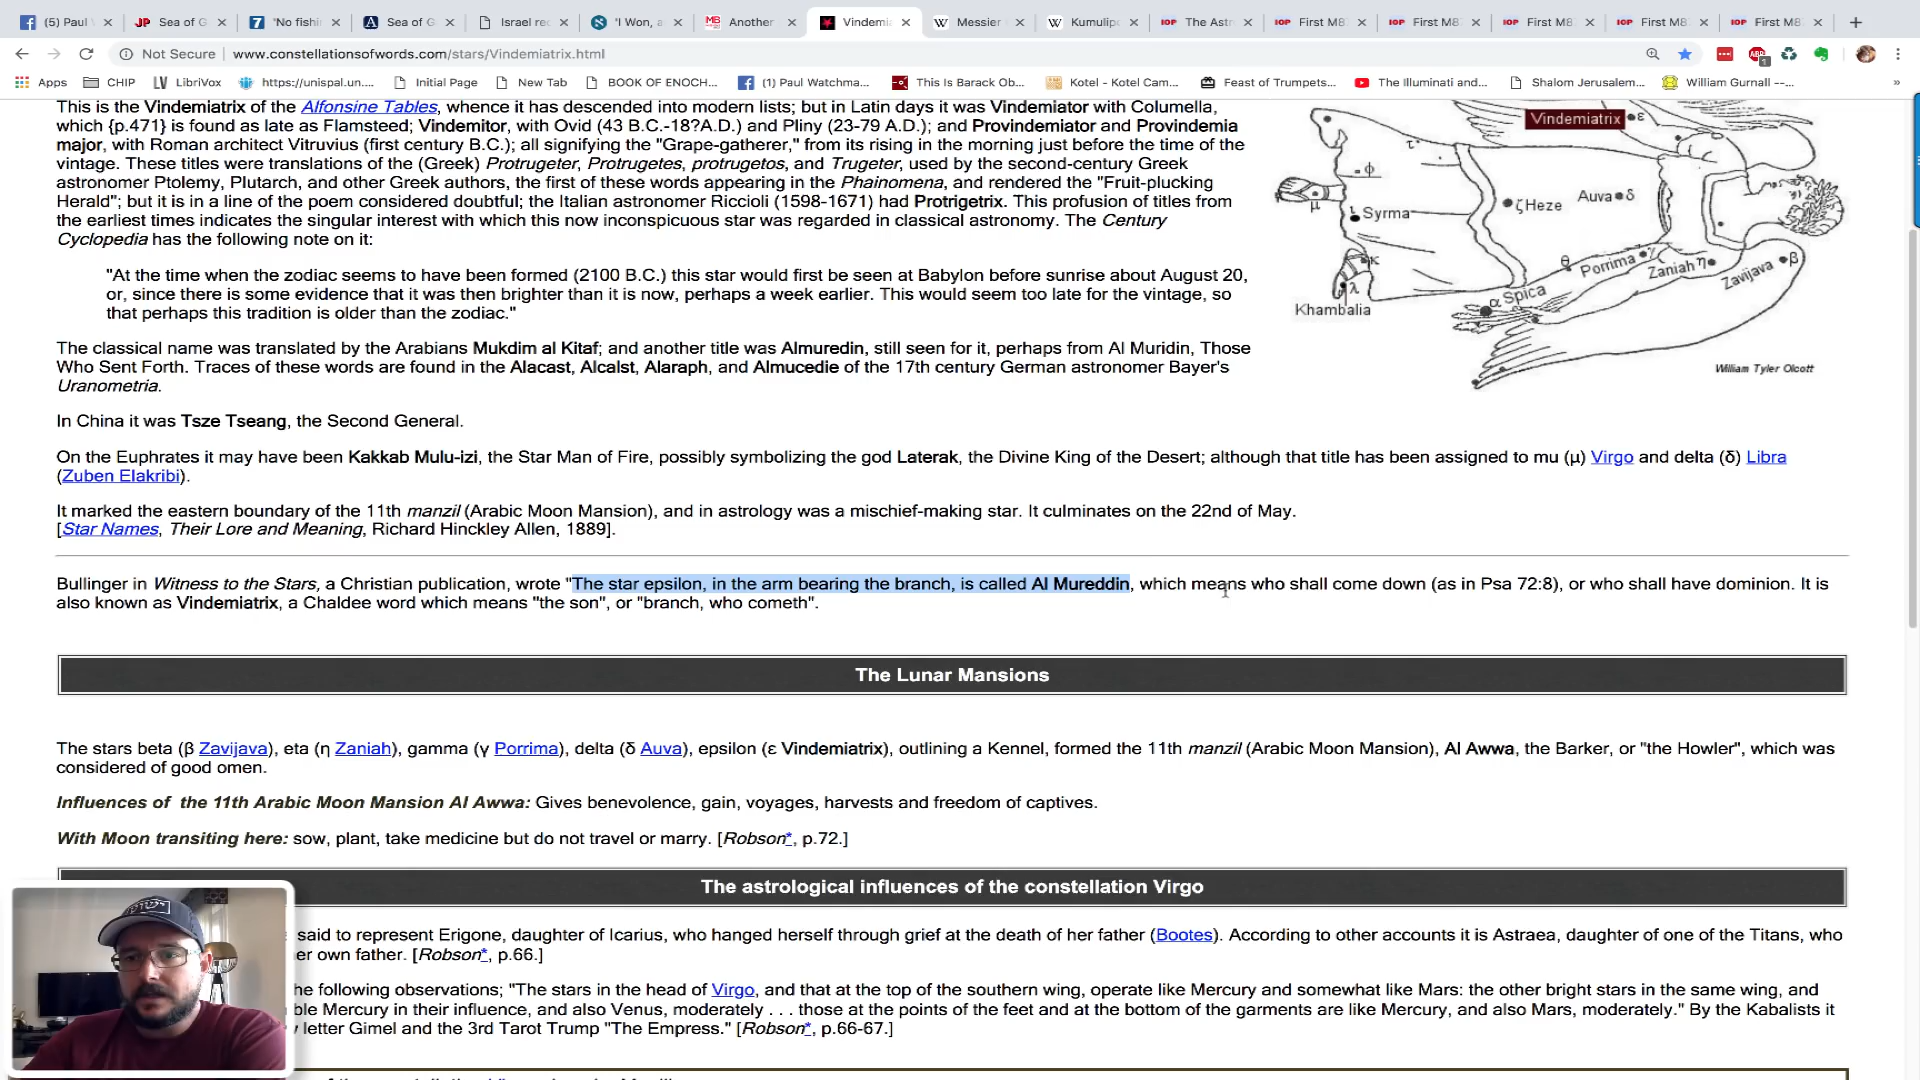 (5) Paul V
Sea of G
'No fishi
Sea of G
Israel re
'I Won, a
Another
Vindemi
Messier
Kumulip
The Ast
First M8
First M8
First M8
First M8
First M8
Not Secure | www.constellationsofwords.com/stars/Vindemiatrix.html
Apps CHIP LibriVox https://unispal.un.... Initial Page New Tab BOOK OF ENOCH... (1) Paul Watchma... This Is Barack Ob... Kotel - Kotel Cam... Feast of Trumpets... The Illuminati and... Shalom Jerusalem... William Gurnall --... »
This is the Vindemiatrix of the Alfonsine Tables, whence it has descended into modern lists; but in Latin days it was Vindemiator with Columella,
which {p.471} is found as late as Flamsteed; Vindemitor, with Ovid (43 B.C.-18?A.D.) and Pliny (23-79 A.D.); and Provindemiator and Provindemia
major, with Roman architect Vitruvius (first century B.C.); all signifying the "Grape-gatherer," from its rising in the morning just before the time of the
vintage. These titles were translations of the (Greek) Protrugeter, Protrugetes, protrugetos, and Trugeter, used by the second-century Greek
astronomer Ptolemy, Plutarch, and other Greek authors, the first of these words appearing in the Phainomena, and rendered the "Fruit-plucking
Herald"; but it is in a line of the poem considered doubtful; the Italian astronomer Riccioli (1598-1671) had Protrigetrix. This profusion of titles from
the earliest times indicates the singular interest with which this now inconspicuous star was regarded in classical astronomy. The Century
Cyclopedia has the following note on it:
"At the time when the zodiac seems to have been formed (2100 B.C.) this star would first be seen at Babylon before sunrise about August 20,
or, since there is some evidence that it was then brighter than it is now, perhaps a week earlier. This would seem too late for the vintage, so
that perhaps this tradition is older than the zodiac."
The classical name was translated by the Arabians Mukdim al Kitaf; and another title was Almuredin, still seen for it, perhaps from Al Muridin, Those
Who Sent Forth. Traces of these words are found in the Alacast, Alcalst, Alaraph, and Almucedie of the 17th century German astronomer Bayer's
Uranometria.
In China it was Tsze Tseang, the Second General.
On the Euphrates it may have been Kakkab Mulu-izi, the Star Man of Fire, possibly symbolizing the god Laterak, the Divine King of the Desert; although that title has been assigned to mu (μ) Virgo and delta (δ) Libra
(Zuben Elakribi).
It marked the eastern boundary of the 11th manzil (Arabic Moon Mansion), and in astrology was a mischief-making star. It culminates on the 22nd of May.
[Star Names, Their Lore and Meaning, Richard Hinckley Allen, 1889].
Vindemiatrix ε
τ
φ
μ
ι Syrma
ζ Heze
Auva δ
κ
λ
Khambalia
θ
Porrima γ
Zaniah η
Zavijava β
α Spica
William Tyler Olcott
Bullinger in Witness to the Stars, a Christian publication, wrote "The star epsilon, in the arm bearing the branch, is called Al Mureddin, which means who shall come down (as in Psa 72:8), or who shall have dominion. It is
also known as Vindemiatrix, a Chaldee word which means "the son", or "branch, who cometh".
The Lunar Mansions
The stars beta (β Zavijava), eta (η Zaniah), gamma (γ Porrima), delta (δ Auva), epsilon (ε Vindemiatrix), outlining a Kennel, formed the 11th manzil (Arabic Moon Mansion), Al Awwa, the Barker, or "the Howler", which was
considered of good omen.
Influences of the 11th Arabic Moon Mansion Al Awwa: Gives benevolence, gain, voyages, harvests and freedom of captives.
With Moon transiting here: sow, plant, take medicine but do not travel or marry. [Robson*, p.72.]
The astrological influences of the constellation Virgo
said to represent Erigone, daughter of Icarius, who hanged herself through grief at the death of her father (Bootes). According to other accounts it is Astraea, daughter of one of the Titans, who
er own father. [Robson*, p.66.]
he following observations; "The stars in the head of Virgo, and that at the top of the southern wing, operate like Mercury and somewhat like Mars: the other bright stars in the same wing, and
ble Mercury in their influence, and also Venus, moderately . . . those at the points of the feet and at the bottom of the garments are like Mercury, and also Mars, moderately." By the Kabalists it
letter Gimel and the 3rd Tarot Trump "The Empress." [Robson*, p.66-67.]